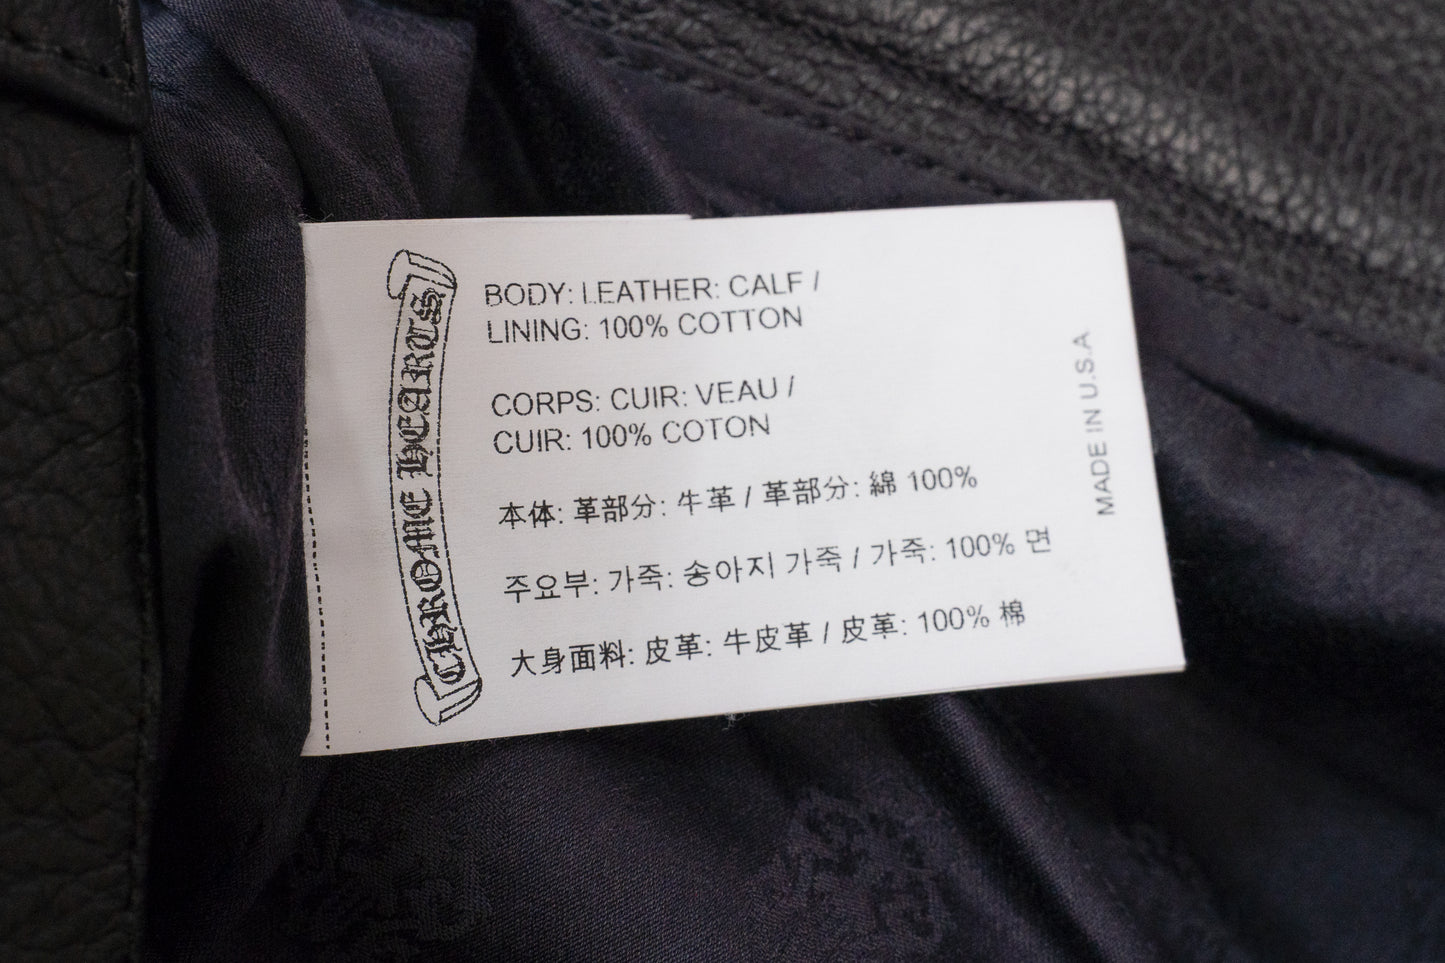 CHROME HEARTS
BODY: LEATHER: CALF /
LINING: 100% COTTON
CORPS: CUIR: VEAU /
CUIR: 100% COTON
本体: 革部分: 牛革 / 革部分: 綿 100%
주요부: 가죽: 송아지 가죽 / 가죽: 100% 면
大身面料: 皮革: 牛皮革 / 皮革: 100% 棉
MADE IN U.S.A